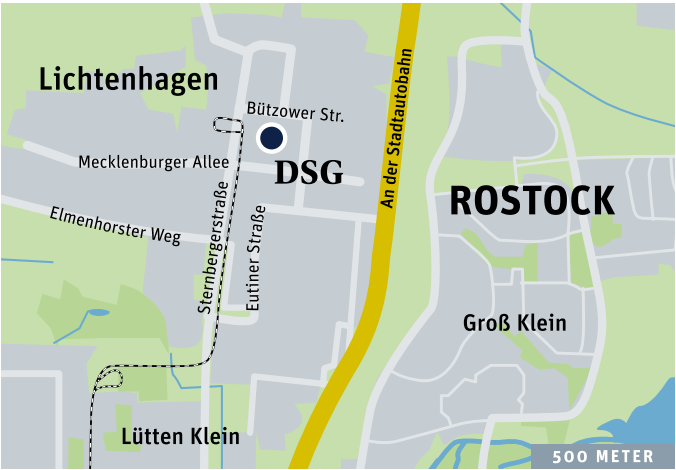 Lichtenhagen
Bützower Str.
An der Stadtautobahn
Mecklenburger Allee
DSG
ROSTOCK
Elmenhorster Weg
Sternbergerstraße
Eutiner Straße
Groß Klein
Lütten Klein
500 METER